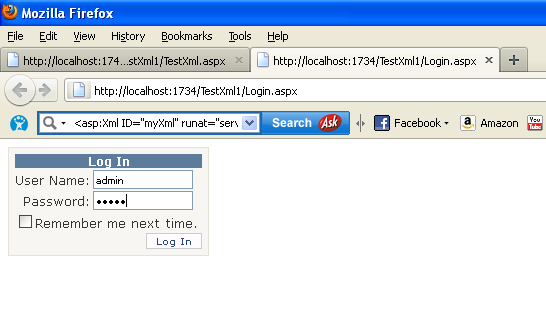 Mozilla Firefox
File Edit View History Bookmarks Tools Help
http://localhost:174...stXml1/TestXml.aspx × http://localhost:1734/TestXml1/Login.aspx × +
http://localhost:1734/TestXml1/Login.aspx
<asp:Xml ID="myXml" runat="serv Search Ask Facebook Amazon You
User Name: admin
Log In
Password: •••••
Remember me next time.
Log In